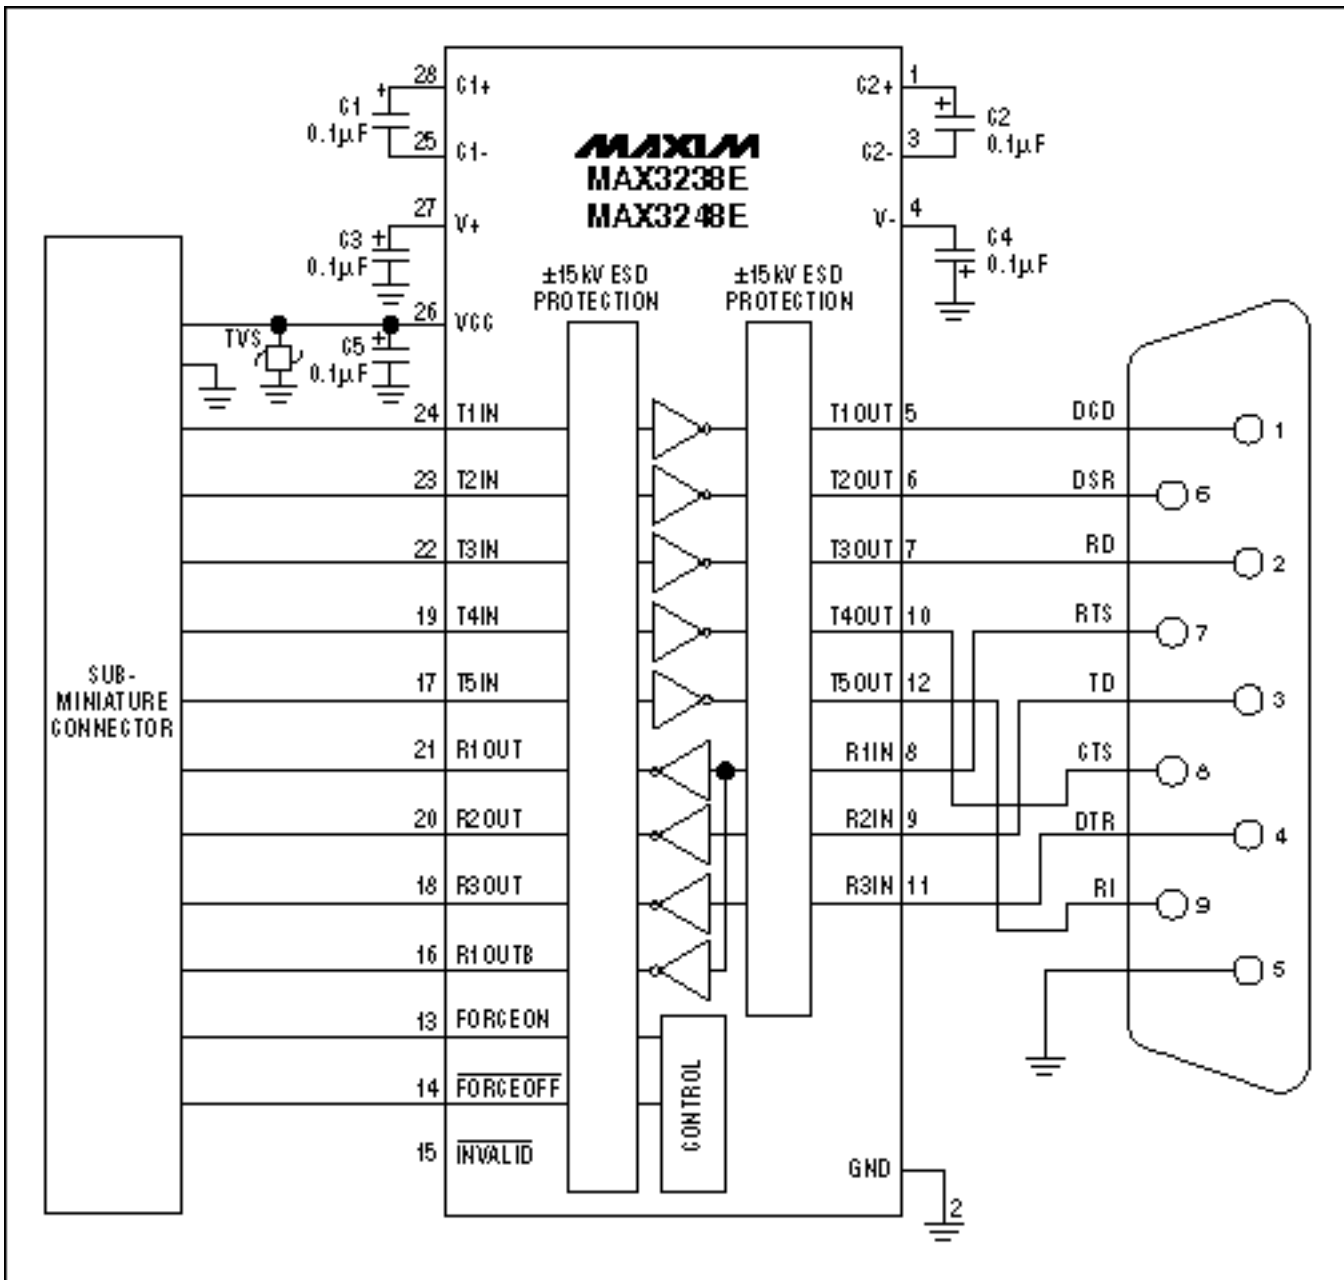 28
C1+
C1
+
0.1µF
25
C1-
C2+
1
+
C2
0.1µF
C2-
3
MAXIM
MAX3238E
MAX3248E
27
V+
C3
+
0.1µF
V-
4
C4
+
0.1µF
±15kV ESD
PROTECTION
±15kV ESD
PROTECTION
26
VCC
TVS
C5
+
0.1µF
24
T1IN
T1OUT
5
DCD
1
23
T2IN
T2OUT
6
DSR
6
22
T3IN
T3OUT
7
RD
2
19
T4IN
T4OUT
10
RTS
7
SUB-
MINIATURE
CONNECTOR
17
T5IN
T5OUT
12
TD
3
21
R1OUT
R1IN
8
CTS
8
20
R2OUT
R2IN
9
DTR
4
18
R3OUT
R3IN
11
RI
9
16
R1OUTB
5
13
FORCEON
14
FORCEOFF
CONTROL
15
INVALID
GND
2